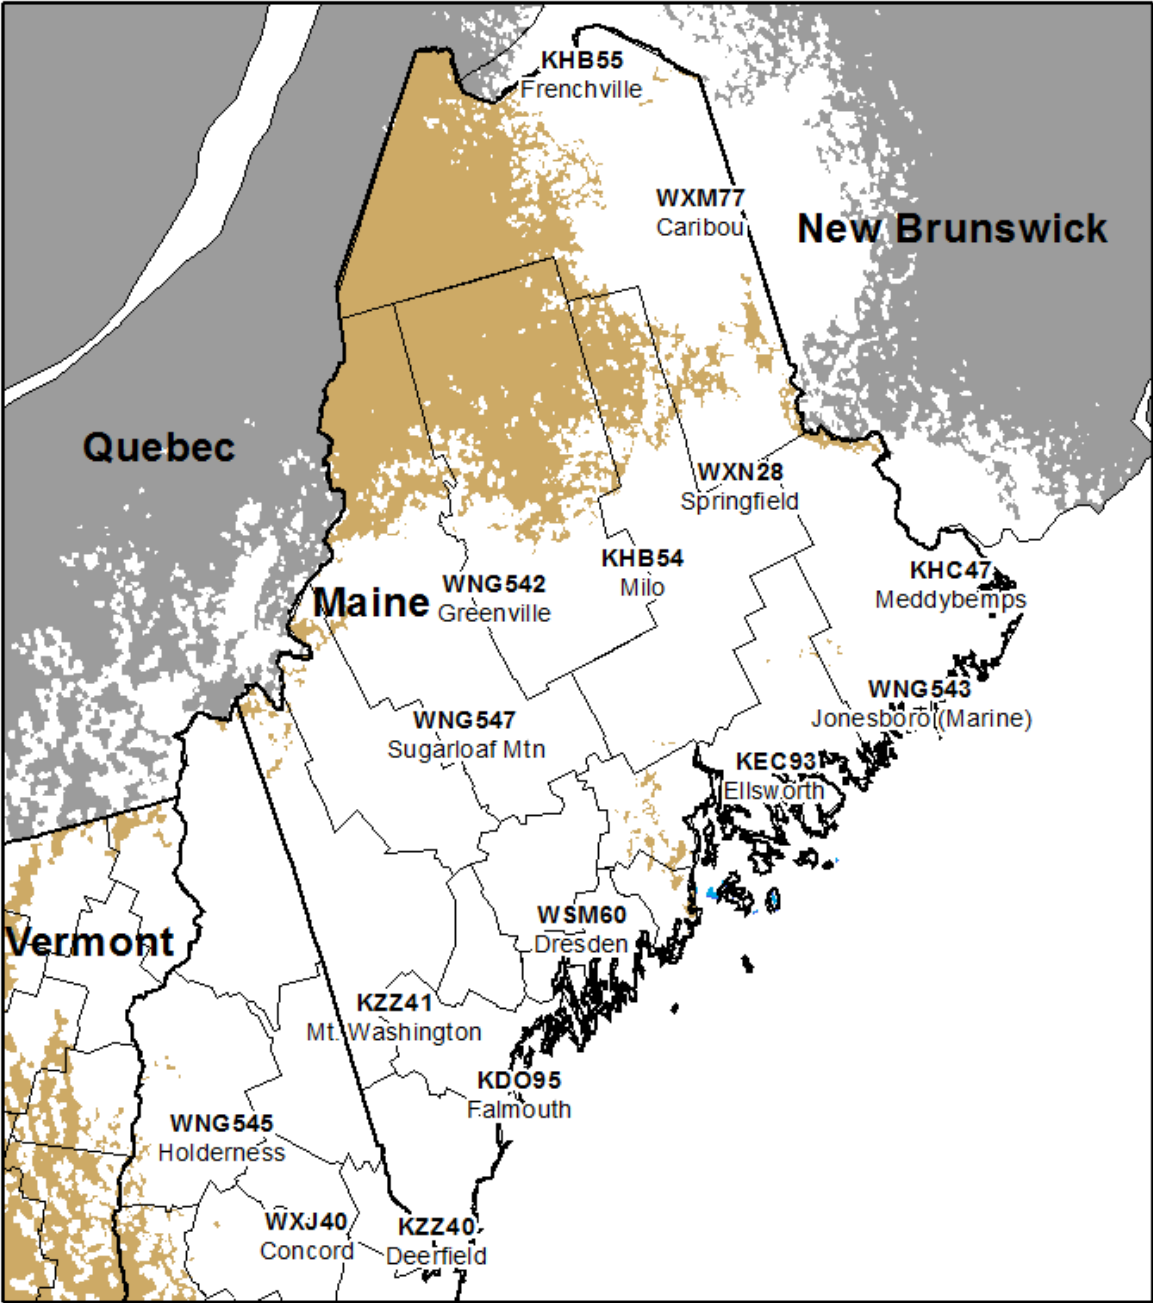 KHB55
Frenchville
WXM77
Caribou
New Brunswick
Quebec
WXN28
Springfield
KHB54
Milo
KHC47
Meddybemps
WNG542
Greenville
Maine
WNG543
Jonesboro (Marine)
WNG547
Sugarloaf Mtn
KEC93
Ellsworth
WSM60
Dresden
Vermont
KZZ41
Mt. Washington
KDO95
Falmouth
WNG545
Holderness
WXJ40
Concord
KZZ40
Deerfield